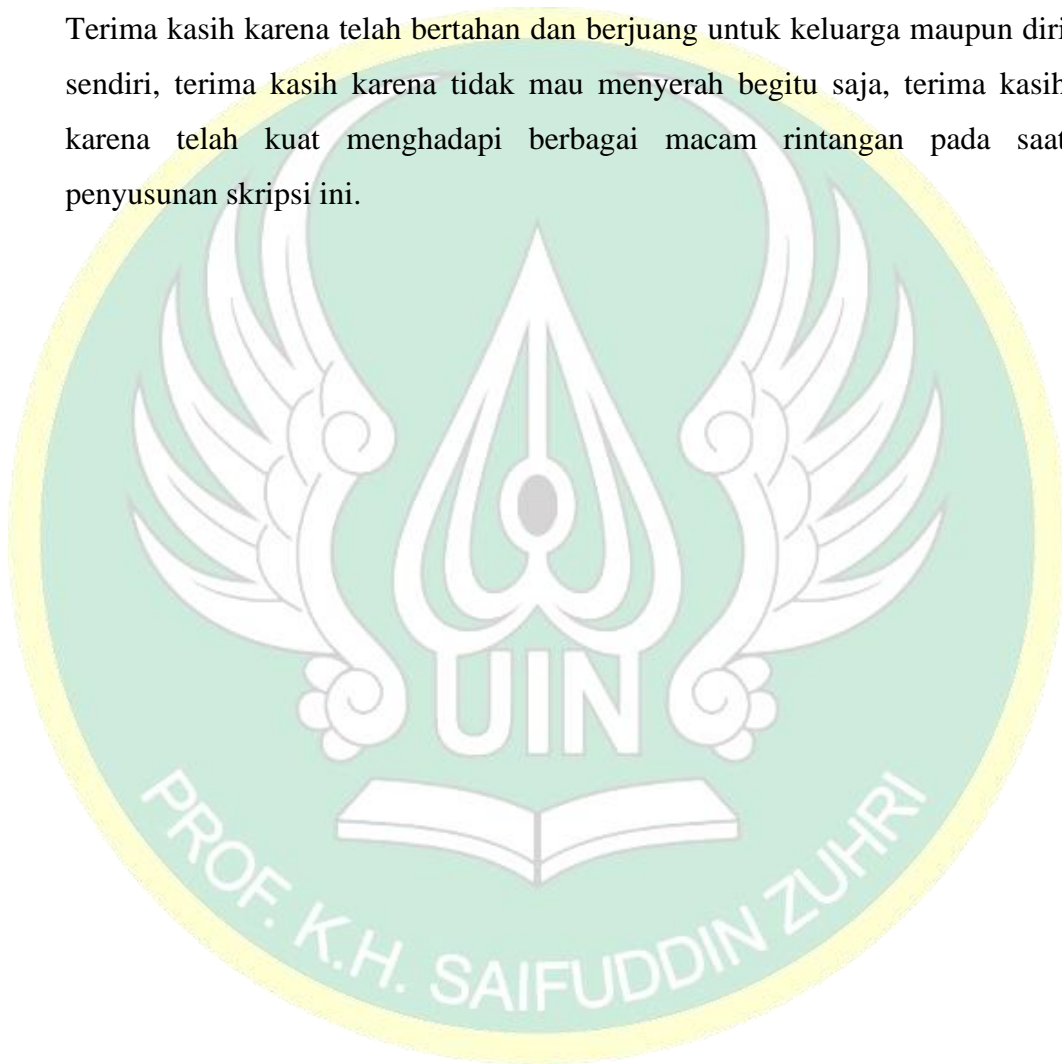 Terima kasih karena telah bertahan dan berjuang untuk keluarga maupun diri
sendiri, terima kasih karena tidak mau menyerah begitu saja, terima kasih
karena telah kuat menghadapi berbagai macam rintangan pada saat
penyusunan skripsi ini.
UIN
PROF. K.H. SAIFUDDIN ZUHRI